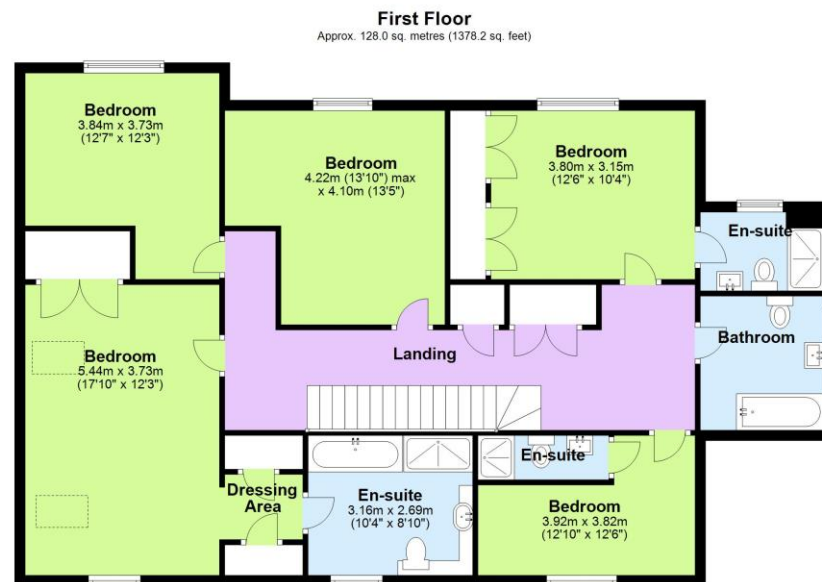 First Floor
Approx. 128.0 sq. metres (1378.2 sq. feet)
Bedroom
3.84m x 3.73m
(12'7" x 12'3")
Bedroom
4.22m (13'10") max
x 4.10m (13'5")
Bedroom
3.80m x 3.15m
(12'6" x 10'4")
En-suite
Bedroom
5.44m x 3.73m
(17'10" x 12'3")
Landing
Bathroom
Dressing
Area
En-suite
3.16m x 2.69m
(10'4" x 8'10")
En-suite
Bedroom
3.92m x 3.82m
(12'10" x 12'6")